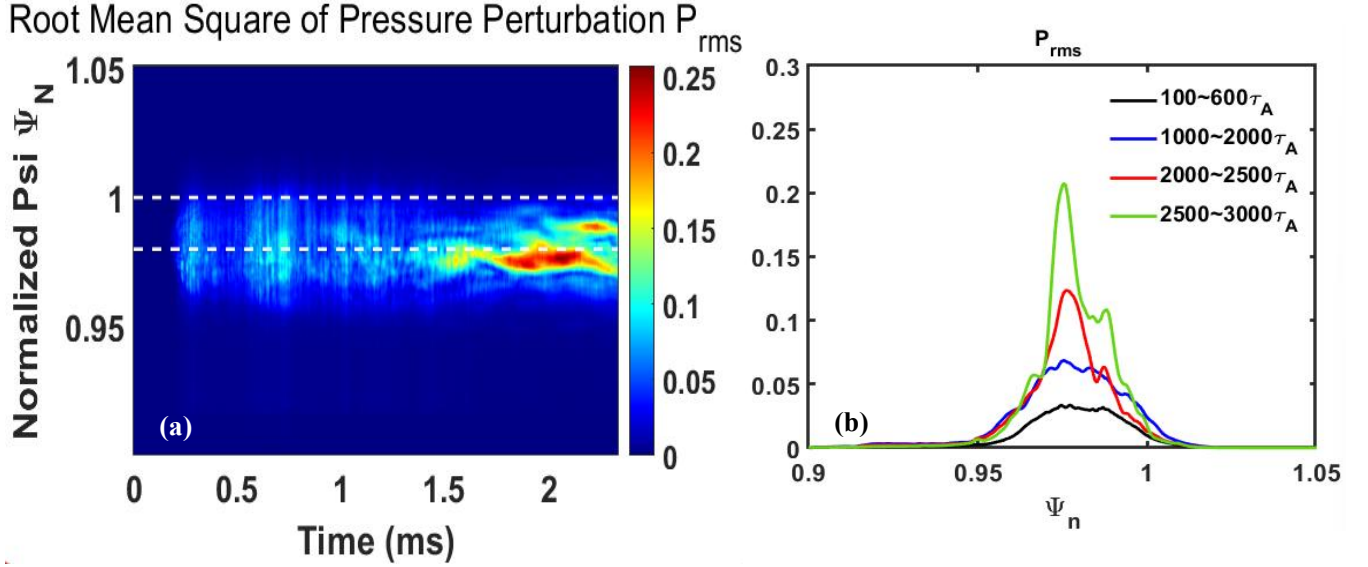 Root Mean Square of Pressure Perturbation P_rms
1.05
1
0.95
Normalized Psi Ψ_N
(a)
0 0.5 1 1.5 2
Time (ms)
0.25
0.2
0.15
0.1
0.05
0
P_rms
0.3
0.25
0.2
0.15
0.1
0.05
0
100~600τ_A
1000~2000τ_A
2000~2500τ_A
2500~3000τ_A
(b)
0.9 0.95 1 1.05
Ψ_n